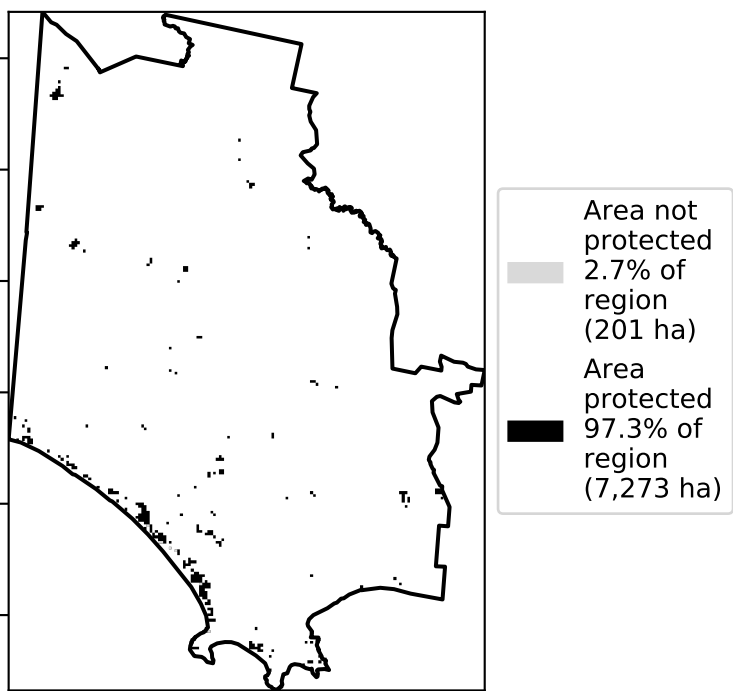 Area not
protected
2.7% of
region
(201 ha)
Area
protected
97.3% of
region
(7,273 ha)